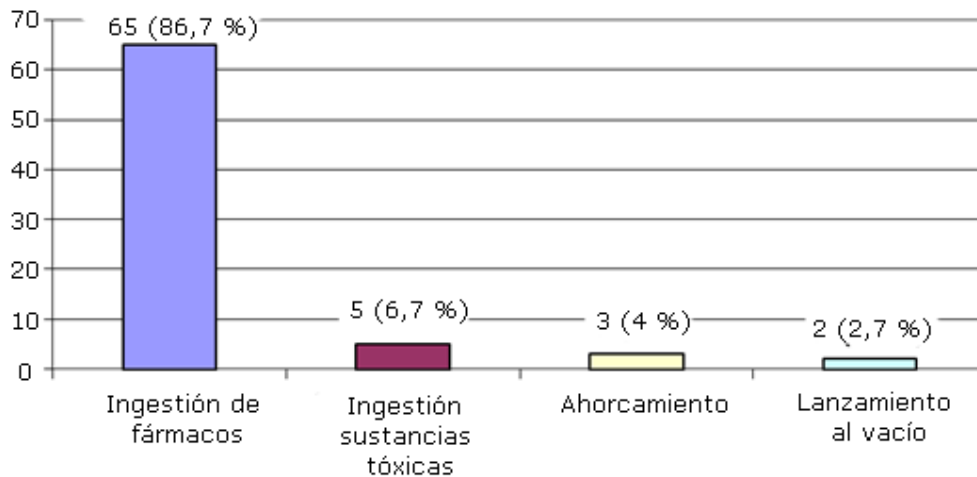 70
65 (86,7 %)
60
50
40
30
20
10
0
5 (6,7 %)
3 (4 %)
2 (2,7 %)
Ingestión de
fármacos
Ingestión
sustancias
tóxicas
Ahorcamiento
Lanzamiento
al vacío